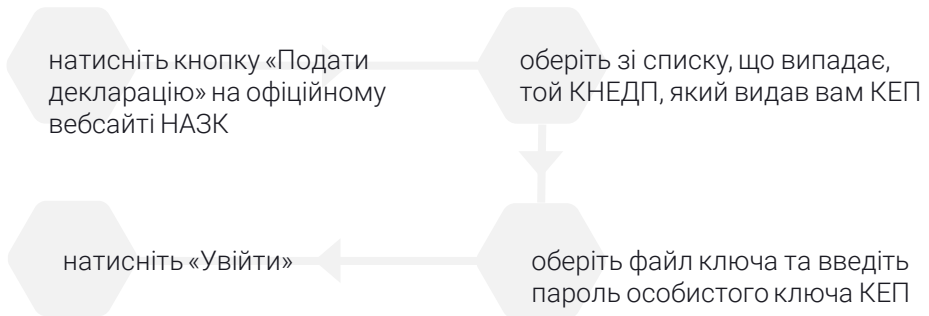 натисніть кнопку «Подати
декларацію» на офіційному
вебсайті НАЗК
оберіть зі списку, що випадає,
той КНЕДП, який видав вам КЕП
оберіть файл ключа та введіть
пароль особистого ключа КЕП
натисніть «Увійти»